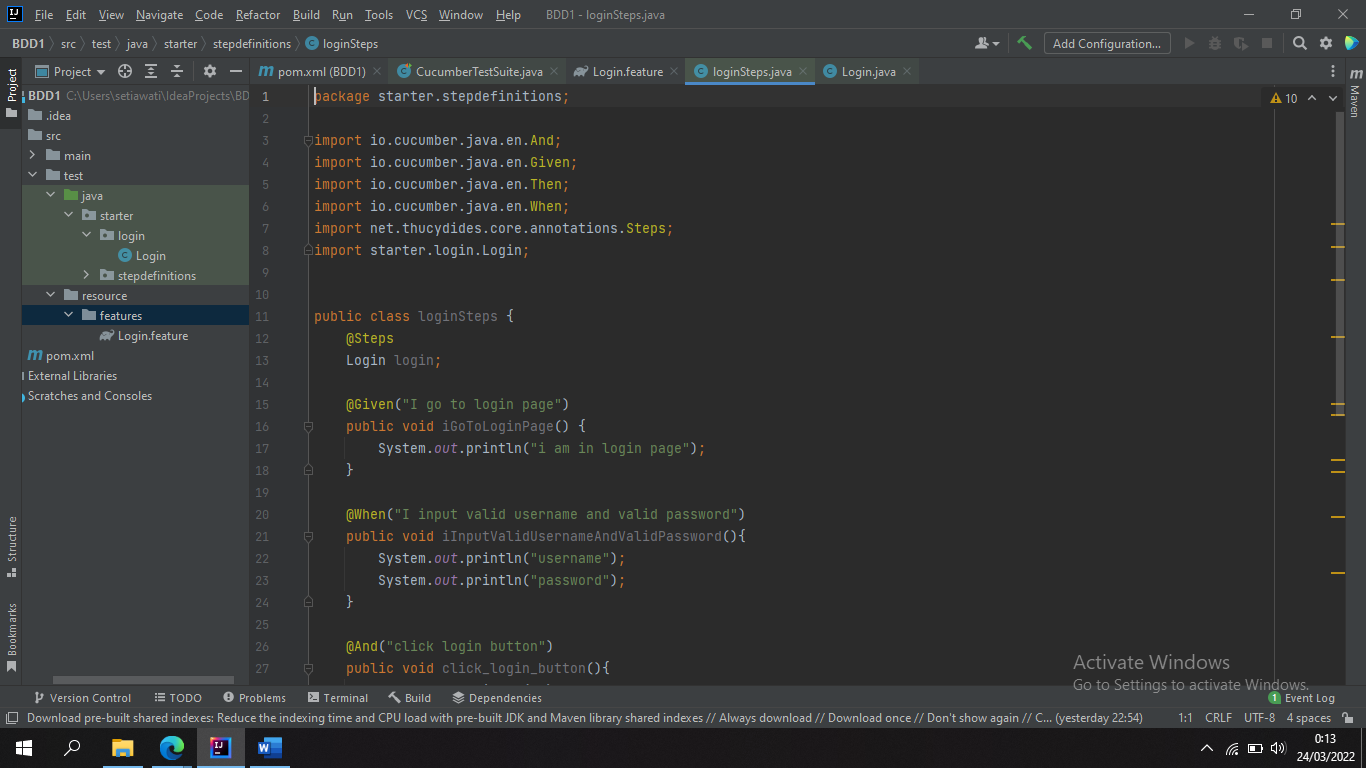 File Edit View Navigate Code Refactor Build Run Tools VCS Window Help BDD1 - loginSteps.java
BDD1 src test java starter stepdefinitions loginSteps Add Configuration...
Project
Project
pom.xml (BDD1) CucumberTestSuite.java Login.feature loginSteps.java Login.java
Maven
BDD1 C:\Users\setiawati\IdeaProjects\BD
.idea
src
main
test
java
starter
login
Login
stepdefinitions
resource
features
Login.feature
pom.xml
External Libraries
Scratches and Consoles
Structure
Bookmarks
10
1 package starter.stepdefinitions;
2
3 import io.cucumber.java.en.And;
4 import io.cucumber.java.en.Given;
5 import io.cucumber.java.en.Then;
6 import io.cucumber.java.en.When;
7 import net.thucydides.core.annotations.Steps;
8 import starter.login.Login;
9
10
11 public class loginSteps {
12 @Steps
13 Login login;
14
15 @Given("I go to login page")
16 public void iGoToLoginPage() {
17 System.out.println("i am in login page");
18 }
19
20 @When("I input valid username and valid password")
21 public void iInputValidUsernameAndValidPassword(){
22 System.out.println("username");
23 System.out.println("password");
24 }
25
26 @And("click login button")
27 public void click_login_button(){
Activate Windows
Go to Settings to activate Windows.
Version Control TODO Problems Terminal Build Dependencies 1 Event Log
Download pre-built shared indexes: Reduce the indexing time and CPU load with pre-built JDK and Maven library shared indexes // Always download // Download once // Don't show again // C... (yesterday 22:54) 1:1 CRLF UTF-8 4 spaces
0:13
24/03/2022